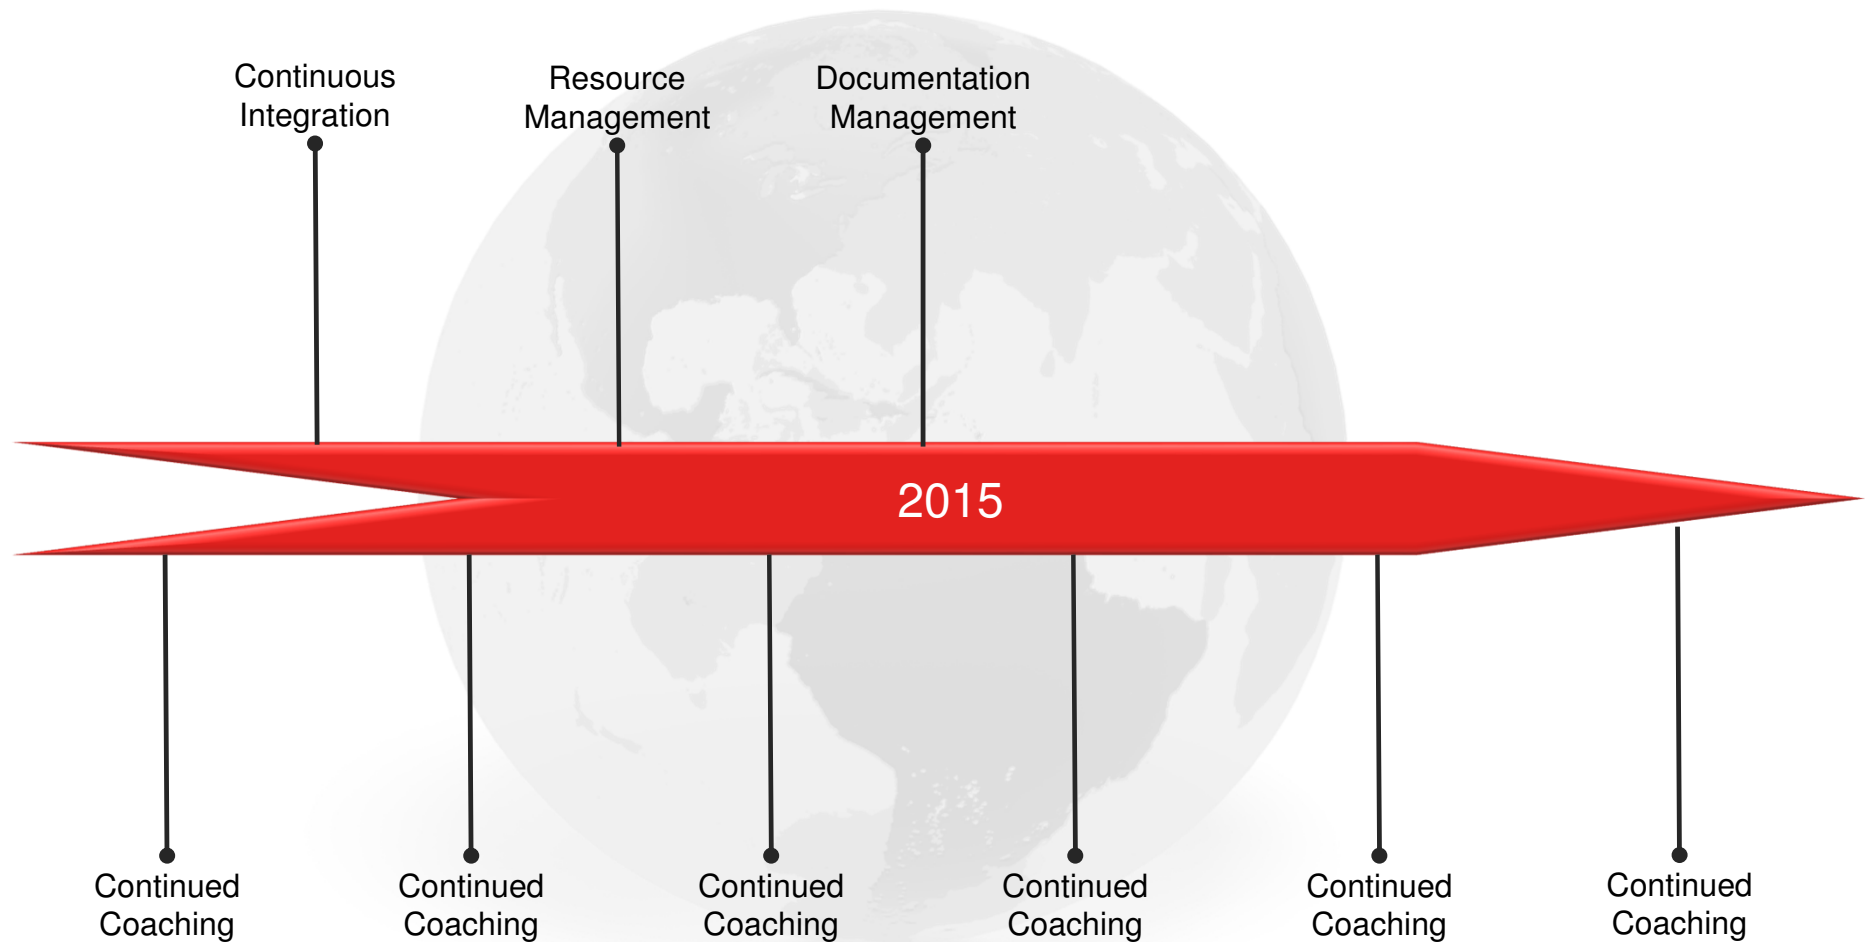 Continuous
Integration
Resource
Management
Documentation
Management
2015
Continued
Coaching
Continued
Coaching
Continued
Coaching
Continued
Coaching
Continued
Coaching
Continued
Coaching